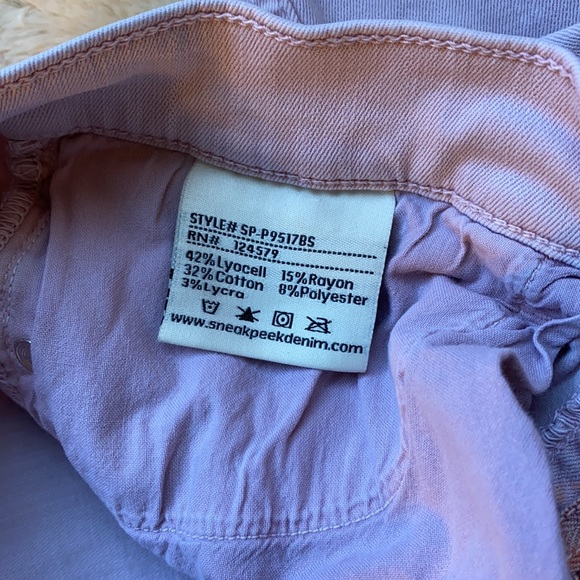 STYLE# SP-P9517BS
RN# 124579
42%Lyocell 15%Rayon
32%Cotton 8%Polyester
3%Lycra
www.sneakpeekdenim.com